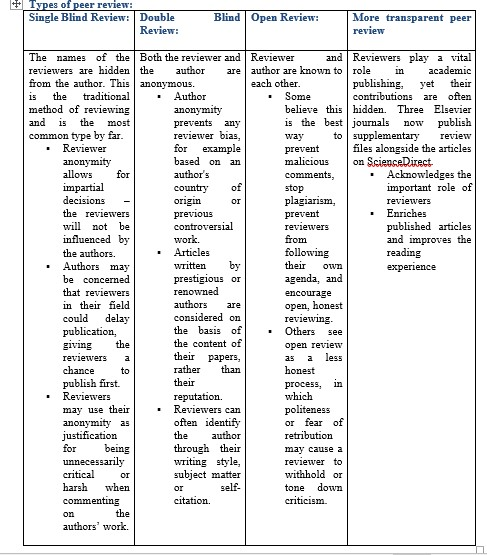 Types of peer review:
Single Blind Review:
The names of the
reviewers are hidden
from the author. This
is the traditional
method of reviewing
and is the most
common type by far.
▪ Reviewer
anonymity
allows for
impartial
decisions –
the reviewers
will not be
influenced by
the authors.
▪ Authors may
be concerned
that reviewers
in their field
could delay
publication,
giving the
reviewers a
chance to
publish first.
▪ Reviewers
may use their
anonymity as
justification
for being
unnecessarily
critical or
harsh when
commenting
on the
authors’ work.
Double Blind
Review:
Both the reviewer and
the author are
anonymous.
▪ Author
anonymity
prevents any
reviewer bias,
for example
based on an
author's
country of
origin or
previous
controversial
work.
▪ Articles
written by
prestigious or
renowned
authors are
considered on
the basis of
the content of
their papers,
rather than
their
reputation.
▪ Reviewers can
often identify
the author
through their
writing style,
subject matter
or self-
citation.
Open Review:
Reviewer and
author are known to
each other.
▪ Some
believe this
is the best
way to
prevent
malicious
comments,
stop
plagiarism,
prevent
reviewers
from
following
their own
agenda, and
encourage
open, honest
reviewing.
▪ Others see
open review
as a less
honest
process, in
which
politeness
or fear of
retribution
may cause a
reviewer to
withhold or
tone down
criticism.
More transparent peer
review
Reviewers play a vital
role in academic
publishing, yet their
contributions are often
hidden. Three Elsevier
journals now publish
supplementary review
files alongside the articles
on ScienceDirect.
▪ Acknowledges the
important role of
reviewers
▪ Enriches
published articles
and improves the
reading
experience